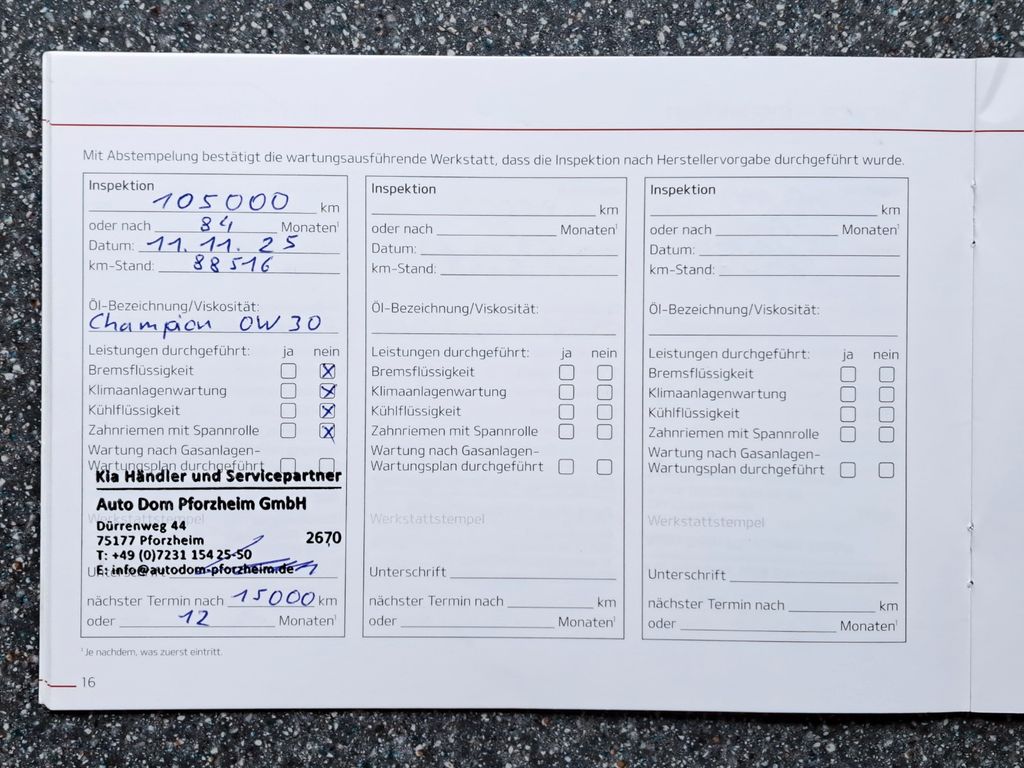 Mit Abstempelung bestätigt die wartungsausführende Werkstatt, dass die Inspektion nach Herstellervorgabe durchgeführt wurde.
Inspektion
105000 km
oder nach 84 Monaten¹
Datum: 11.11.25
km-Stand: 88516
Öl-Bezeichnung/Viskosität:
Champion 0W30
Leistungen durchgeführt: ja nein
Bremsflüssigkeit
Klimaanlagenwartung
Kühlflüssigkeit
Zahnriemen mit Spannrolle
Wartung nach Gasanlagen-
Wartungsplan durchgeführt
Kia Händler und Servicepartner
Auto Dom Pforzheim GmbH
Werkstattstempel
Dürrenweg 44
75177 Pforzheim 2670
T: +49 (0)7231 154 25-50
E: info@autodom-pforzheim.de
Unterschrift
nächster Termin nach 15000 km
oder 12 Monaten¹
Inspektion
km
oder nach Monaten¹
Datum:
km-Stand:
Öl-Bezeichnung/Viskosität:
Leistungen durchgeführt: ja nein
Bremsflüssigkeit
Klimaanlagenwartung
Kühlflüssigkeit
Zahnriemen mit Spannrolle
Wartung nach Gasanlagen-
Wartungsplan durchgeführt
Werkstattstempel
Unterschrift
nächster Termin nach km
oder Monaten¹
Inspektion
km
oder nach Monaten¹
Datum:
km-Stand:
Öl-Bezeichnung/Viskosität:
Leistungen durchgeführt: ja nein
Bremsflüssigkeit
Klimaanlagenwartung
Kühlflüssigkeit
Zahnriemen mit Spannrolle
Wartung nach Gasanlagen-
Wartungsplan durchgeführt
Werkstattstempel
Unterschrift
nächster Termin nach km
oder Monaten¹
¹Je nachdem, was zuerst eintritt.
16